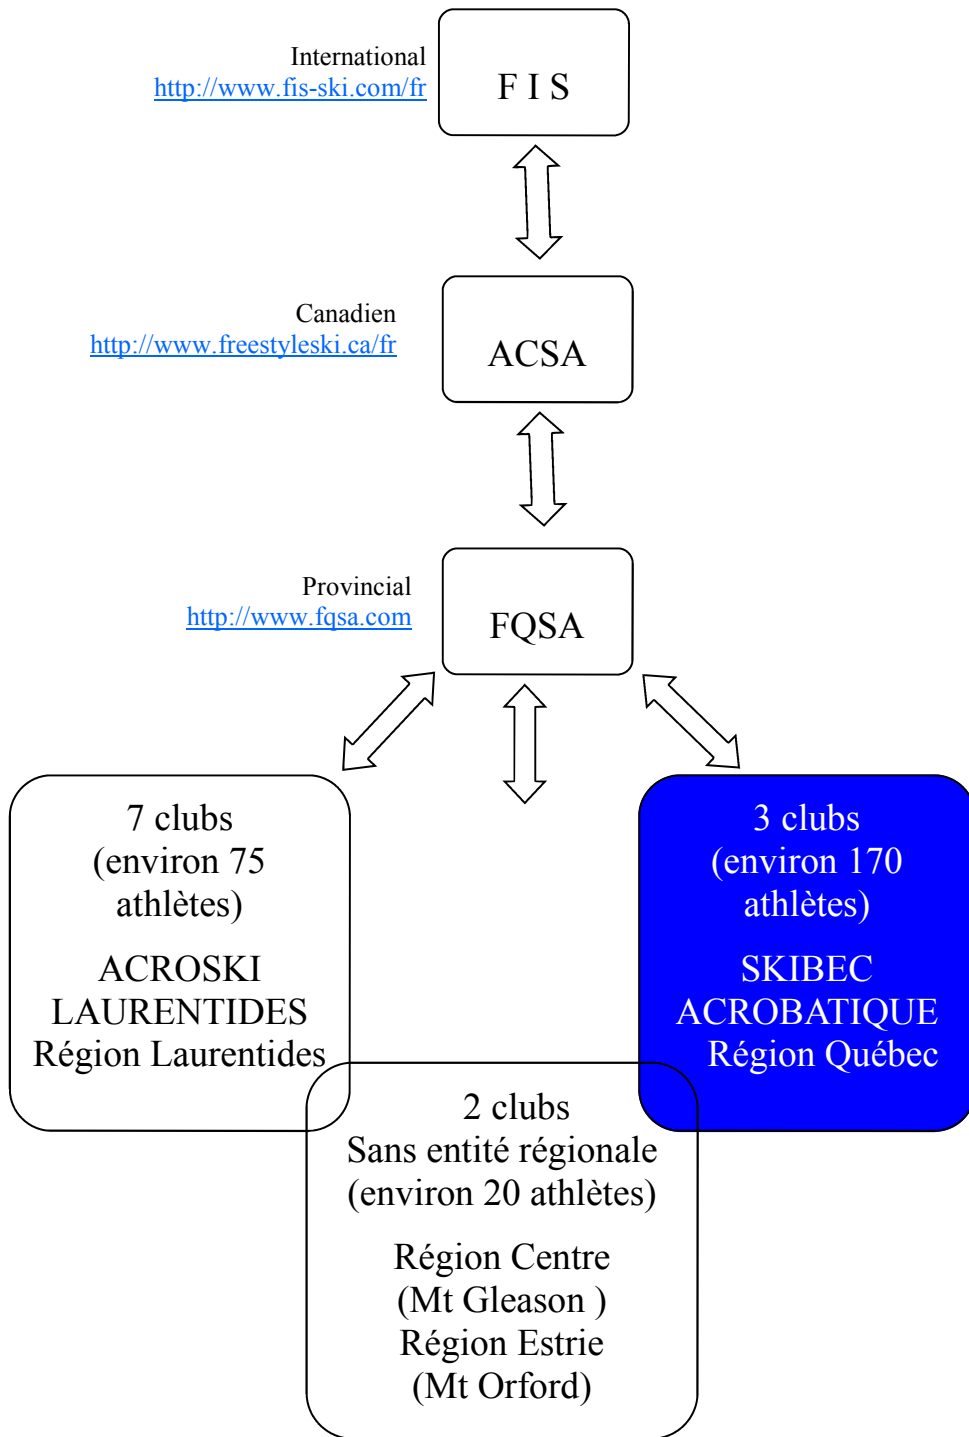 International
http://www.fis-ski.com/fr
F I S
Canadien
http://www.freestyleski.ca/fr
ACSA
Provincial
http://www.fqsa.com
FQSA
7 clubs
(environ 75
athlètes)
ACROSKI
LAURENTIDES
Région Laurentides
3 clubs
(environ 170
athlètes)
SKIBEC
ACROBATIQUE
Région Québec
2 clubs
Sans entité régionale
(environ 20 athlètes)
Région Centre
(Mt Gleason )
Région Estrie
(Mt Orford)